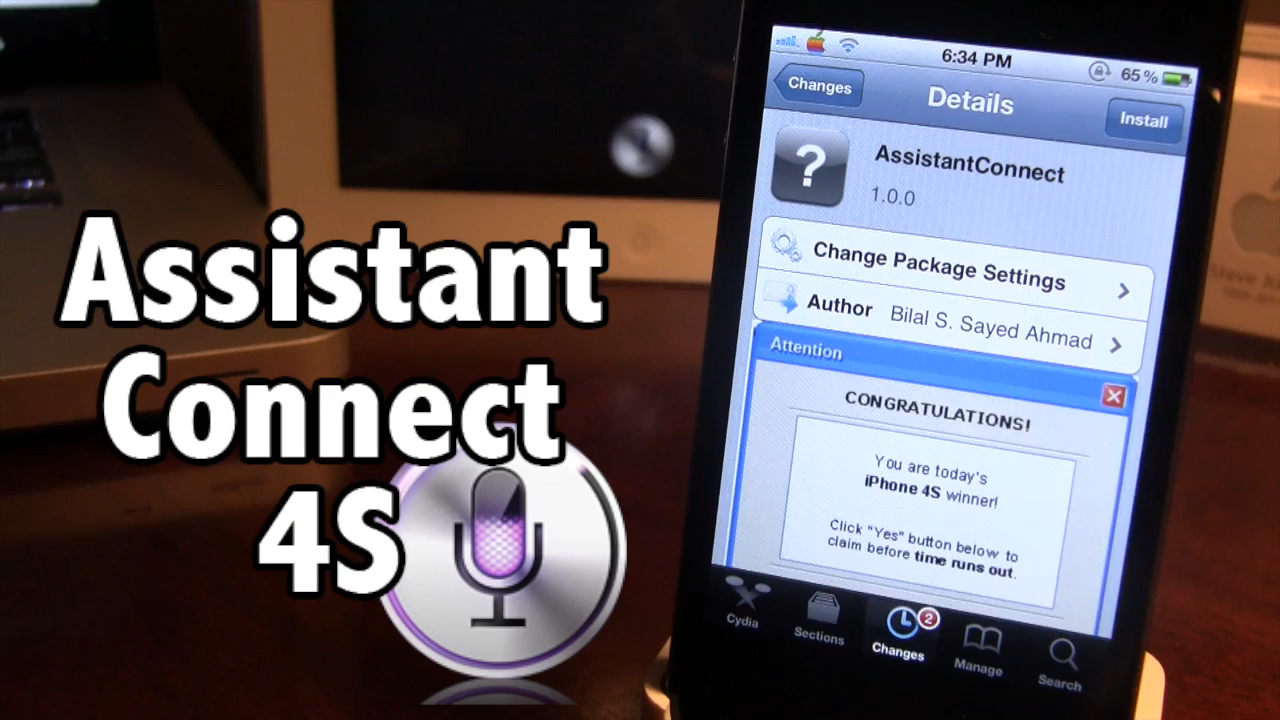 Assistant
Connect
4S
6:34 PM
65%
Changes
Details
Install
AssistantConnect
1.0.0
Change Package Settings
Author Bilal S. Sayed Ahmad
Attention
CONGRATULATIONS!
You are today's
iPhone 4S winner!
Click "Yes" button below to
claim before time runs out.
Cydia
Sections
2
Changes
Manage
Search